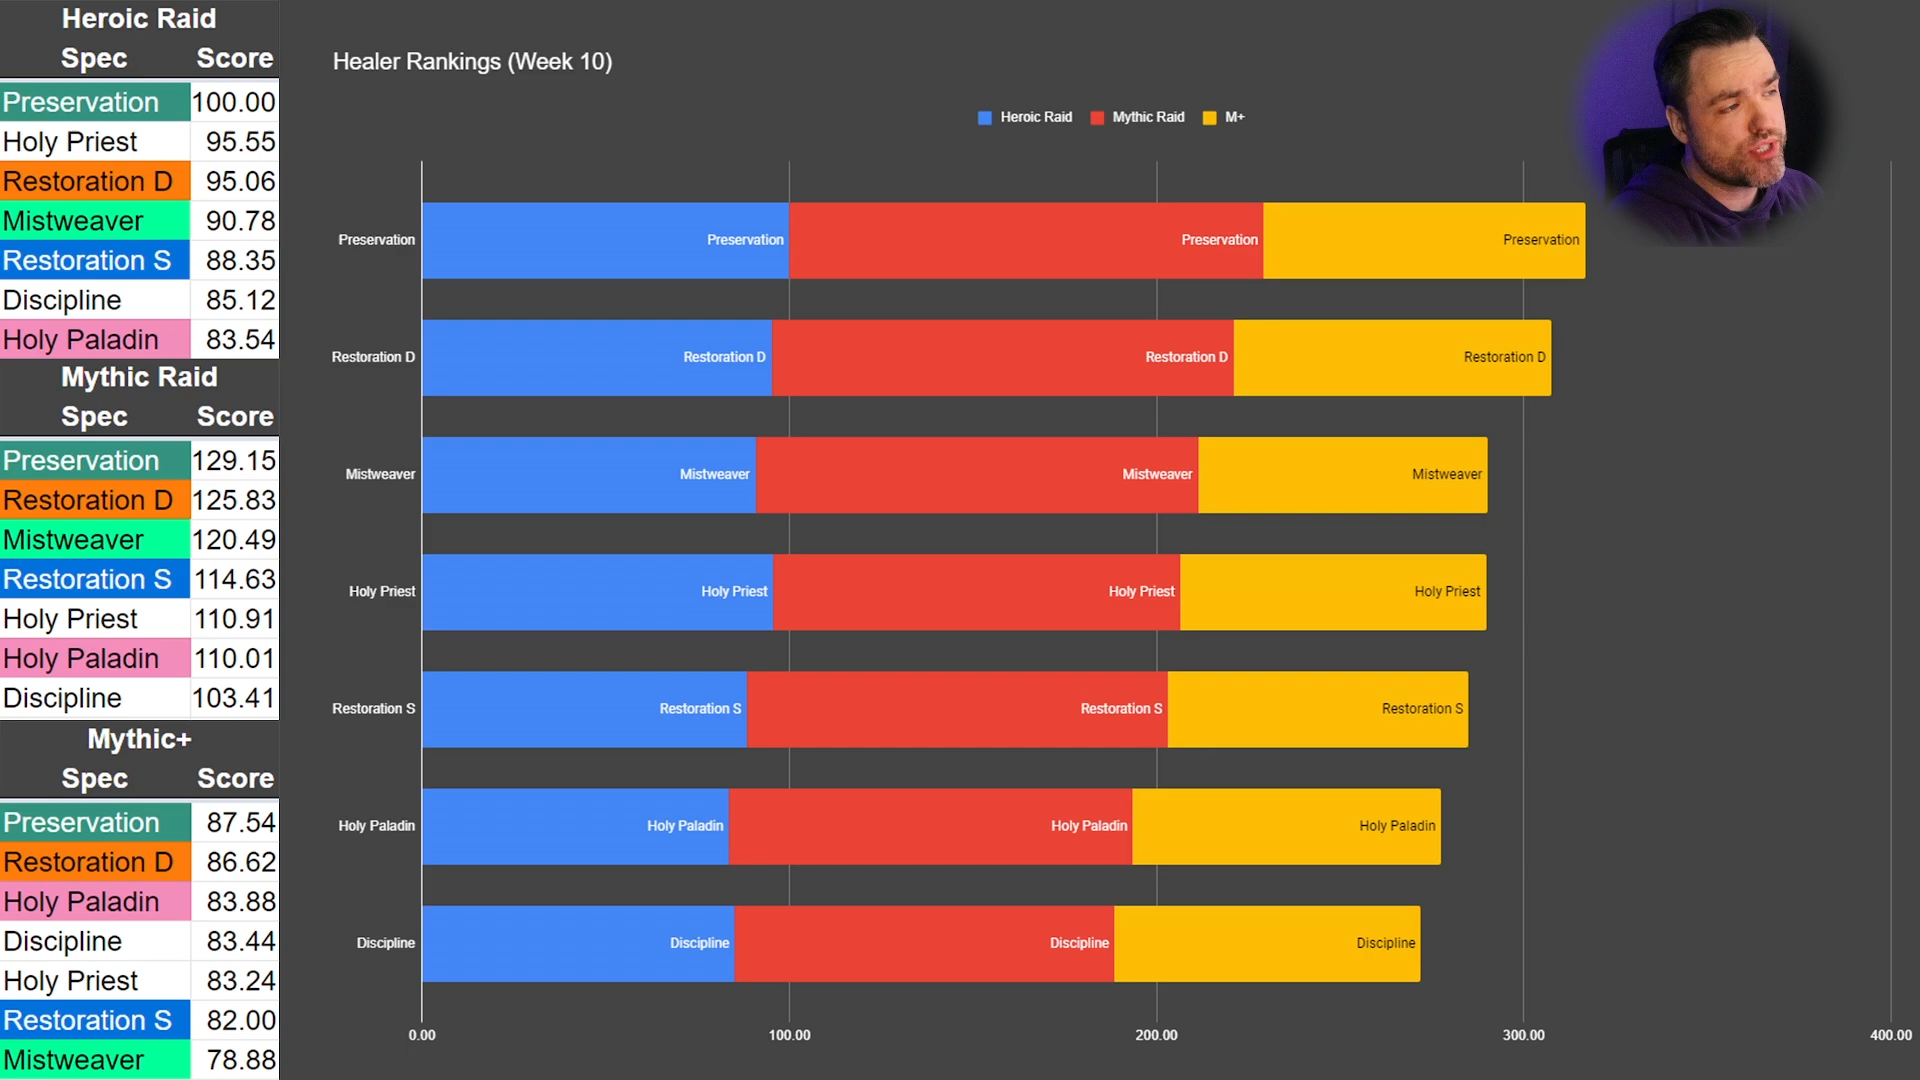 Heroic Raid
Spec Score
Preservation 100.00
Holy Priest 95.55
Restoration D 95.06
Mistweaver 90.78
Restoration S 88.35
Discipline 85.12
Holy Paladin 83.54
Mythic Raid
Spec Score
Preservation 129.15
Restoration D 125.83
Mistweaver 120.49
Restoration S 114.63
Holy Priest 110.91
Holy Paladin 110.01
Discipline 103.41
Mythic+
Spec Score
Preservation 87.54
Restoration D 86.62
Holy Paladin 83.88
Discipline 83.44
Holy Priest 83.24
Restoration S 82.00
Mistweaver 78.88
Healer Rankings (Week 10)
Heroic Raid Mythic Raid M+
Preservation Preservation Preservation Preservation
Restoration D Restoration D Restoration D Restoration D
Mistweaver Mistweaver Mistweaver Mistweaver
Holy Priest Holy Priest Holy Priest Holy Priest
Restoration S Restoration S Restoration S Restoration S
Holy Paladin Holy Paladin Holy Paladin Holy Paladin
Discipline Discipline Discipline Discipline
0.00 100.00 200.00 300.00 400.00